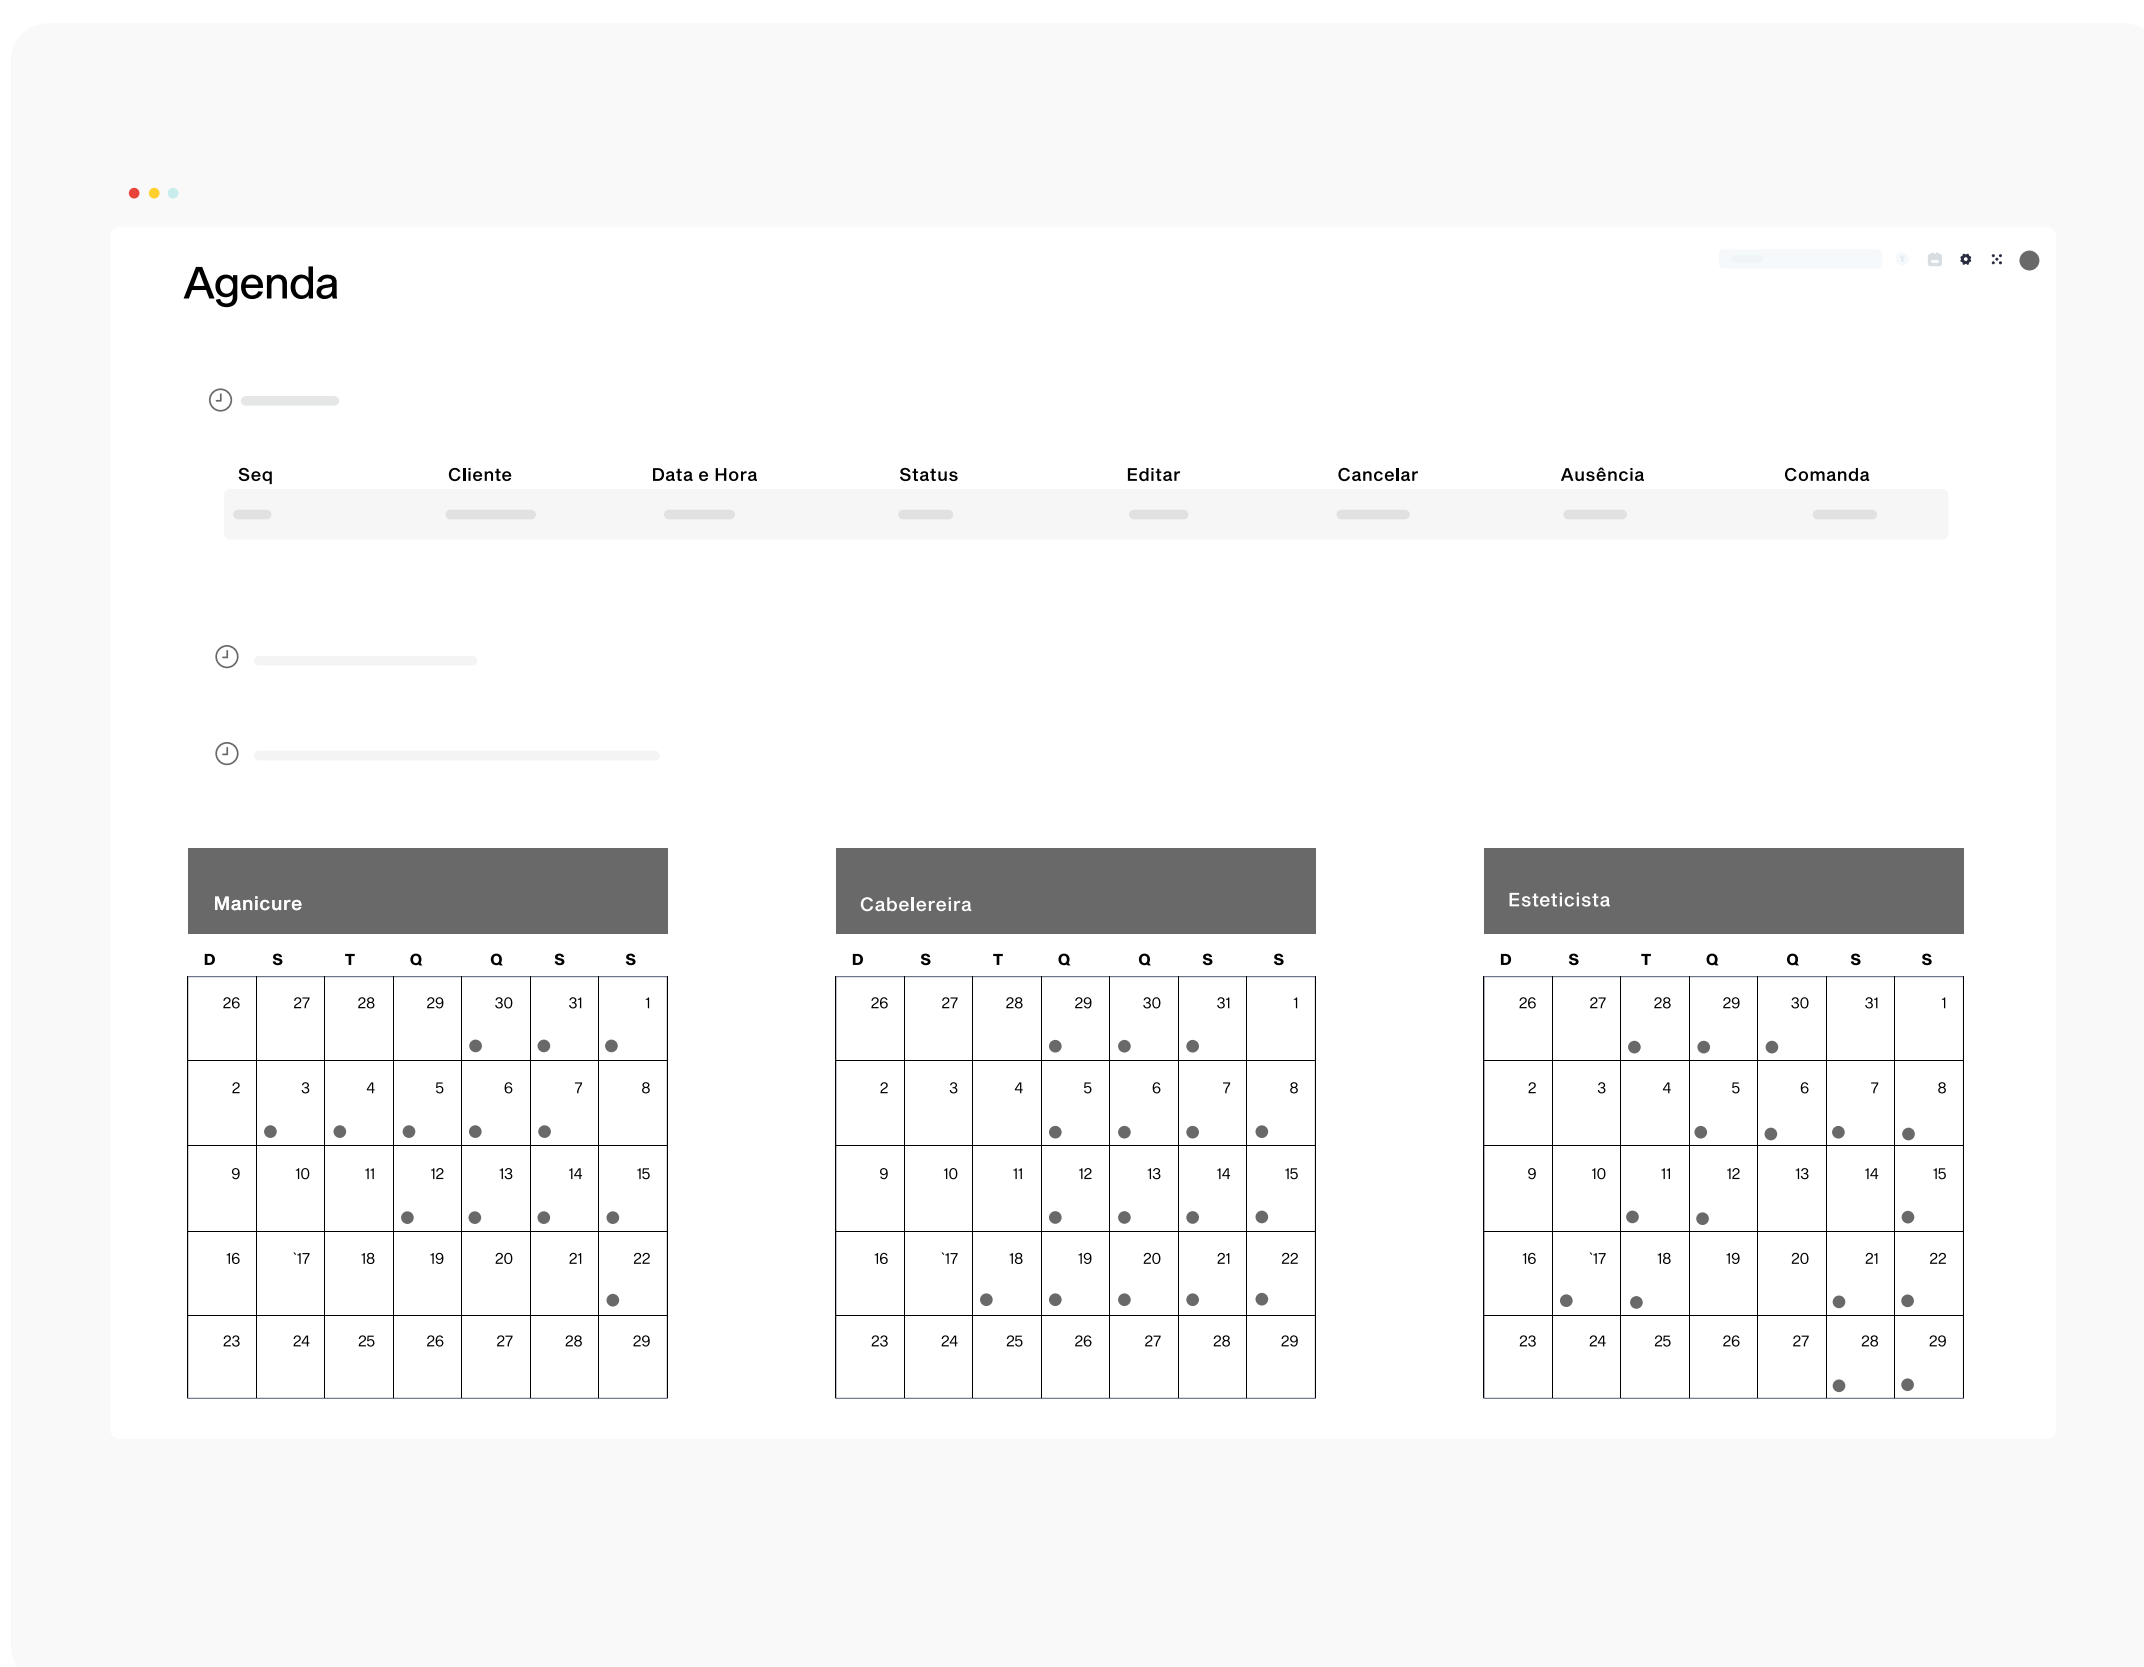 Agenda
Seq Cliente Data e Hora Status Editar Cancelar Ausência Comanda
Manicure
D S T Q Q S S
26 27 28 29 30 31 1
2 3 4 5 6 7 8
9 10 11 12 13 14 15
16 `17 18 19 20 21 22
23 24 25 26 27 28 29
Cabelereira
D S T Q Q S S
26 27 28 29 30 31 1
2 3 4 5 6 7 8
9 10 11 12 13 14 15
16 `17 18 19 20 21 22
23 24 25 26 27 28 29
Esteticista
D S T Q Q S S
26 27 28 29 30 31 1
2 3 4 5 6 7 8
9 10 11 12 13 14 15
16 `17 18 19 20 21 22
23 24 25 26 27 28 29